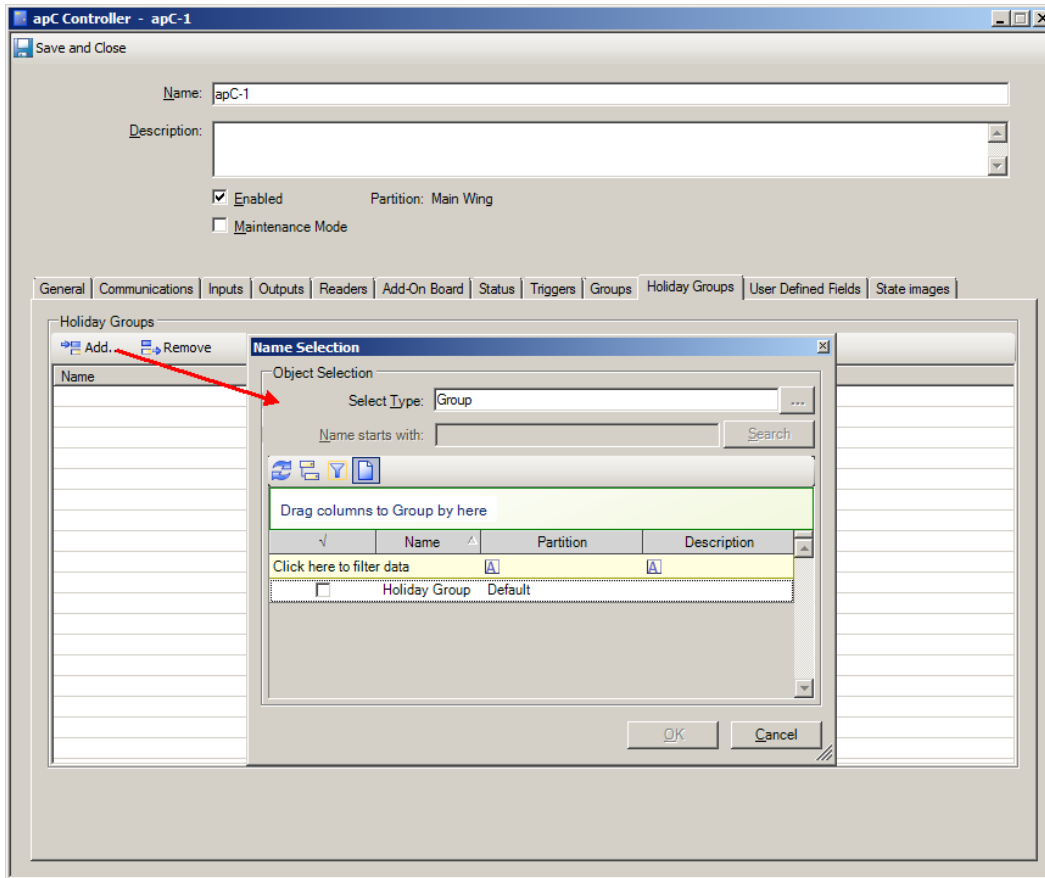 apC Controller - apC-1
Save and Close
Name: apC-1
Description:
Enabled Partition: Main Wing
Maintenance Mode
General Communications Inputs Outputs Readers Add-On Board Status Triggers Groups Holiday Groups User Defined Fields State images
Holiday Groups
Add... Remove
Name
Name Selection
Object Selection
Select Type: Group ...
Name starts with: Search
Drag columns to Group by here
√ Name Partition Description
Click here to filter data A A
Holiday Group Default
OK Cancel